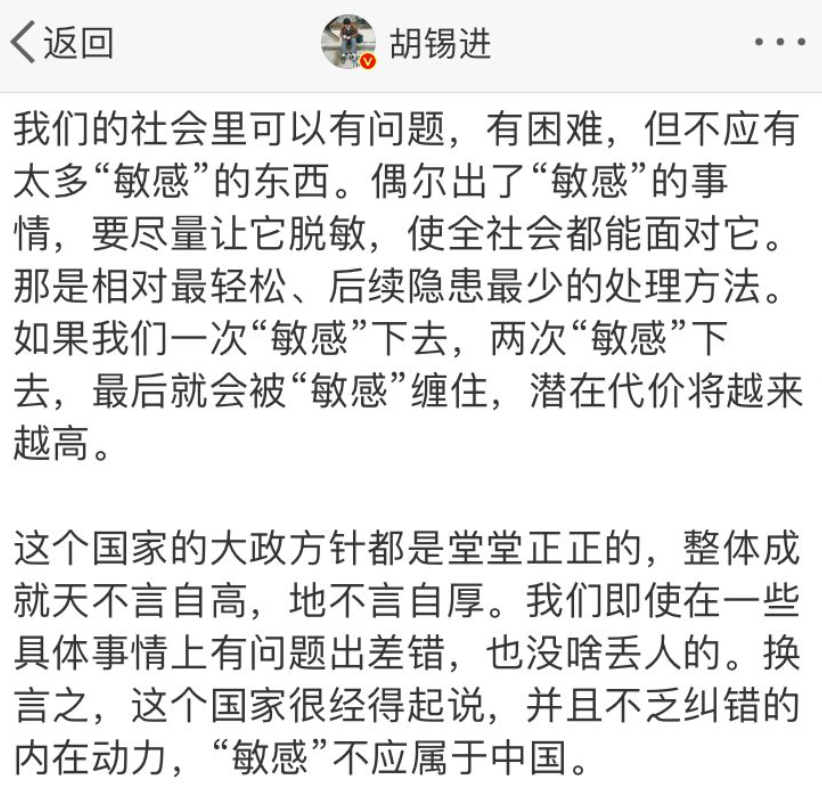 返回
胡锡进
我们的社会里可以有问题，有困难，但不应有
太多“敏感”的东西。偶尔出了“敏感”的事
情，要尽量让它脱敏，使全社会都能面对它。
那是相对最轻松、后续隐患最少的处理方法。
如果我们一次“敏感”下去，两次“敏感”下
去，最后就会被“敏感”缠住，潜在代价将越来
越高。
这个国家的大政方针都是堂堂正正的，整体成
就天不言自高，地不言自厚。我们即使在一些
具体事情上有问题出差错，也没啥丢人的。换
言之，这个国家很经得起说，并且不乏纠错的
内在动力，“敏感”不应属于中国。